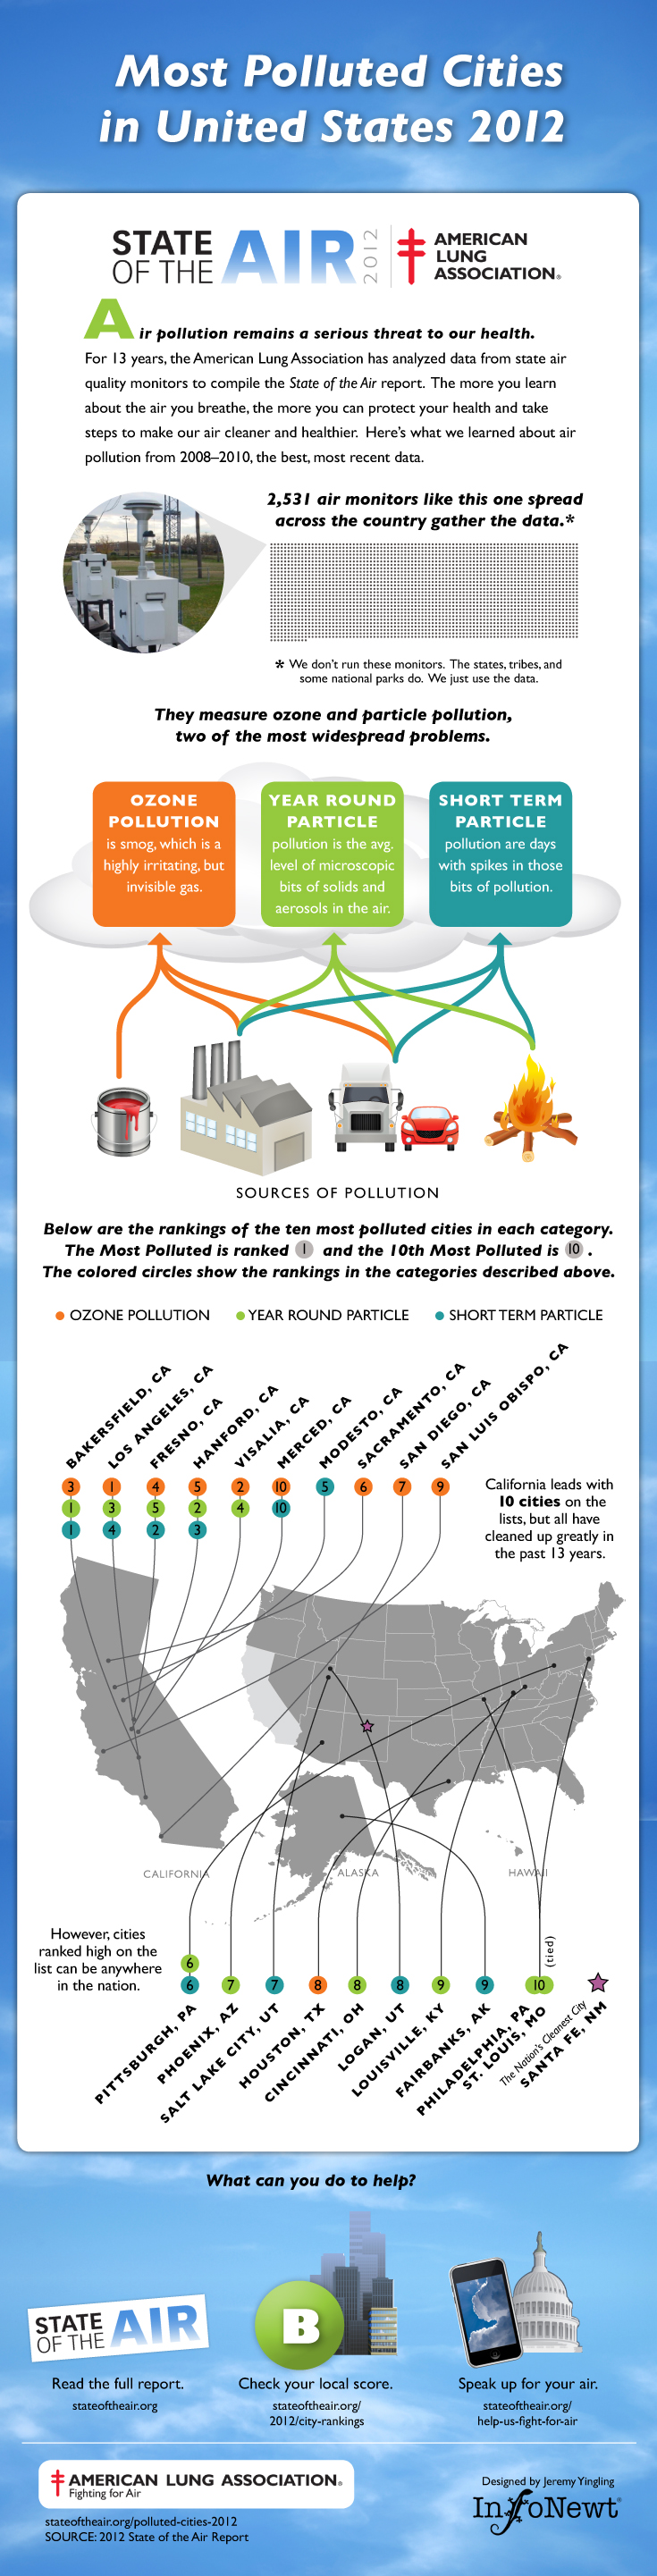 Most Polluted Cities
in United States 2012
STATE
OF THE
AIR
2012
AMERICAN
LUNG
ASSOCIATION®
Air pollution remains a serious threat to our health.
For 13 years, the American Lung Association has analyzed data from state air
quality monitors to compile the State of the Air report. The more you learn
about the air you breathe, the more you can protect your health and take
steps to make our air cleaner and healthier. Here's what we learned about air
pollution from 2008–2010, the best, most recent data.
2,531 air monitors like this one spread
across the country gather the data.*
* We don't run these monitors. The states, tribes, and
some national parks do. We just use the data.
They measure ozone and particle pollution,
two of the most widespread problems.
OZONE
POLLUTION
is smog, which is a
highly irritating, but
invisible gas.
YEAR ROUND
PARTICLE
pollution is the avg.
level of microscopic
bits of solids and
aerosols in the air.
SHORT TERM
PARTICLE
pollution are days
with spikes in those
bits of pollution.
SOURCES OF POLLUTION
Below are the rankings of the ten most polluted cities in each category.
The Most Polluted is ranked 1 and the 10th Most Polluted is 10 .
The colored circles show the rankings in the categories described above.
OZONE POLLUTION YEAR ROUND PARTICLE SHORT TERM PARTICLE
BAKERSFIELD, CA
LOS ANGELES, CA
FRESNO, CA
HANFORD, CA
VISALIA, CA
MERCED, CA
MODESTO, CA
SACRAMENTO, CA
SAN DIEGO, CA
SAN LUIS OBISPO, CA
3 1 4 5 2 10 5 6 7 9
1 3 5 2 4 10
1 4 2 3
California leads with
10 cities on the
lists, but all have
cleaned up greatly in
the past 13 years.
CALIFORNIA
ALASKA
HAWAII
However, cities
ranked high on the
list can be anywhere
in the nation.
(tied)
6
6 7 7 8 8 8 9 9 10
PITTSBURGH, PA
PHOENIX, AZ
SALT LAKE CITY, UT
HOUSTON, TX
CINCINNATI, OH
LOGAN, UT
LOUISVILLE, KY
FAIRBANKS, AK
PHILADELPHIA, PA
ST. LOUIS, MO
The Nation's Cleanest City
SANTA FE, NM
What can you do to help?
STATE
OF THE
AIR
B
Read the full report.
stateoftheair.org
Check your local score.
stateoftheair.org/
2012/city-rankings
Speak up for your air.
stateoftheair.org/
help-us-fight-for-air
AMERICAN LUNG ASSOCIATION®
Fighting for Air
stateoftheair.org/polluted-cities-2012
SOURCE: 2012 State of the Air Report
Designed by Jeremy Yingling
InfoNewt®